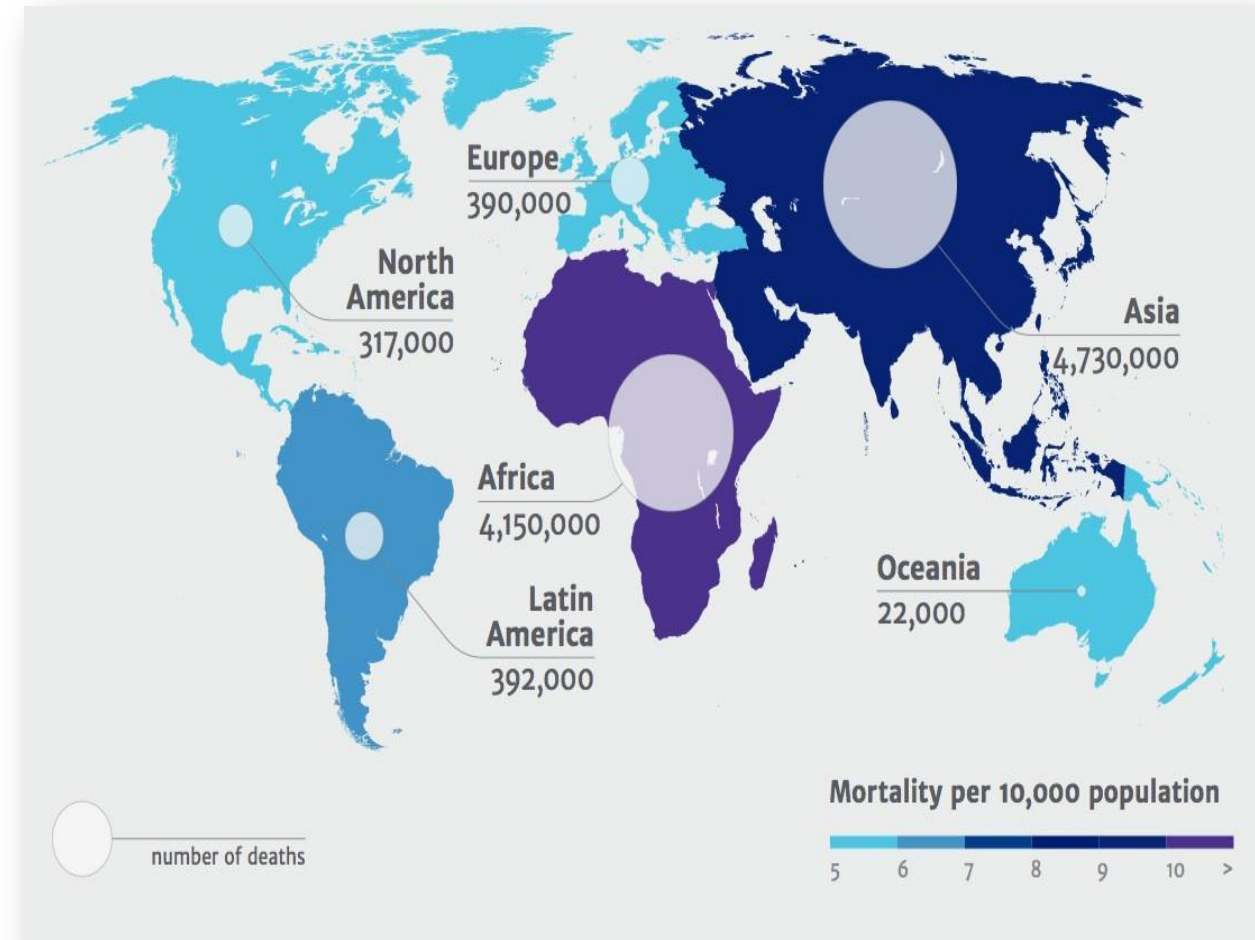 Europe
390,000
North
America
317,000
Asia
4,730,000
Africa
4,150,000
Latin
America
392,000
Oceania
22,000
Mortality per 10,000 population
5 6 7 8 9 10 >
number of deaths